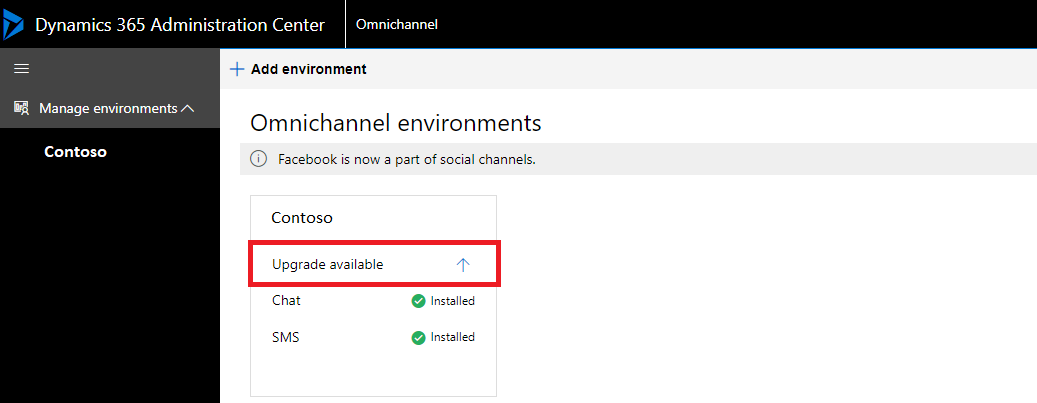 Dynamics 365 Administration Center
Omnichannel
Add environment
Manage environments
Contoso
Omnichannel environments
Facebook is now a part of social channels.
Contoso
Upgrade available
Chat Installed
SMS Installed